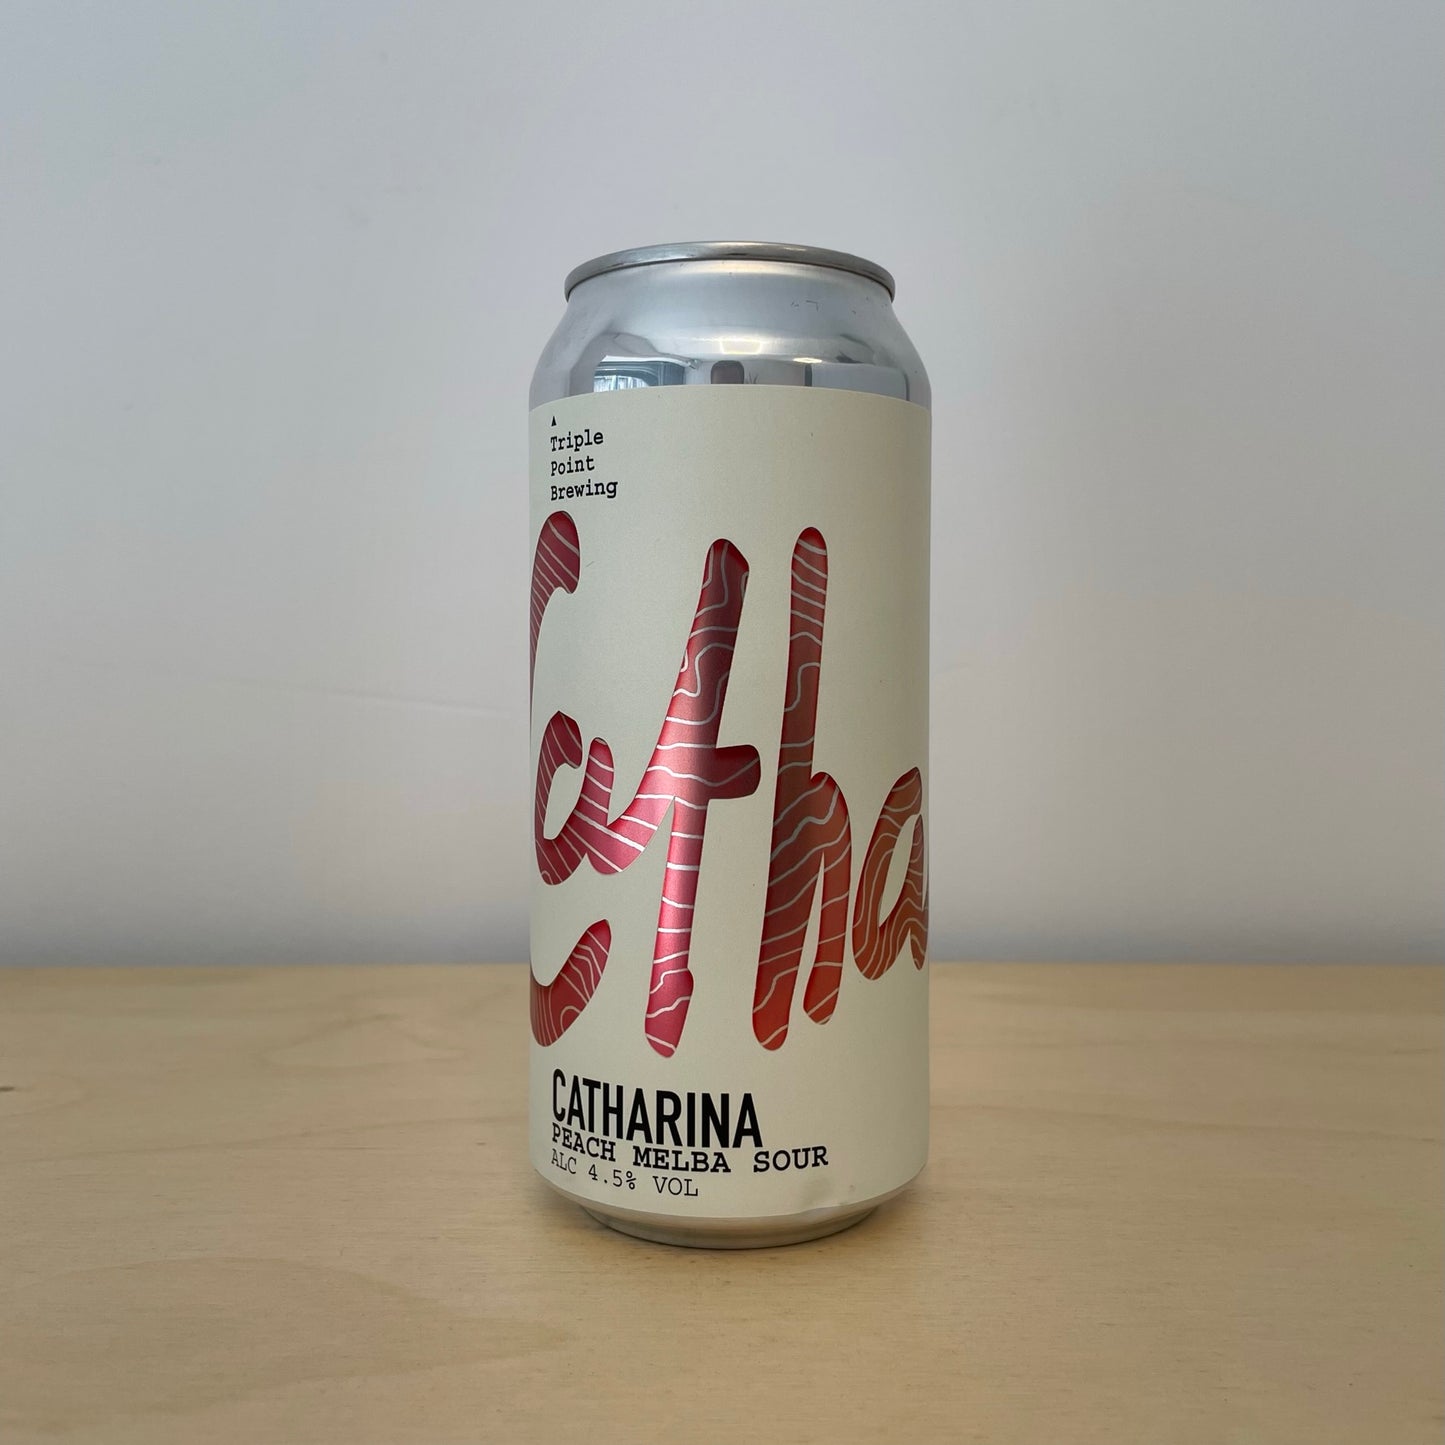 Triple
Point
Brewing
Catha
CATHARINA
PEACH MELBA SOUR
ALC 4.5% VOL